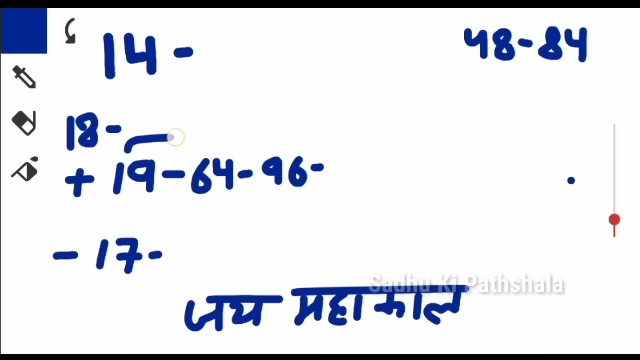 14 -
48-84
18-
+ 19-64-96-
- 17 -
Sadhu Ki Pathshala
जय महाकाल